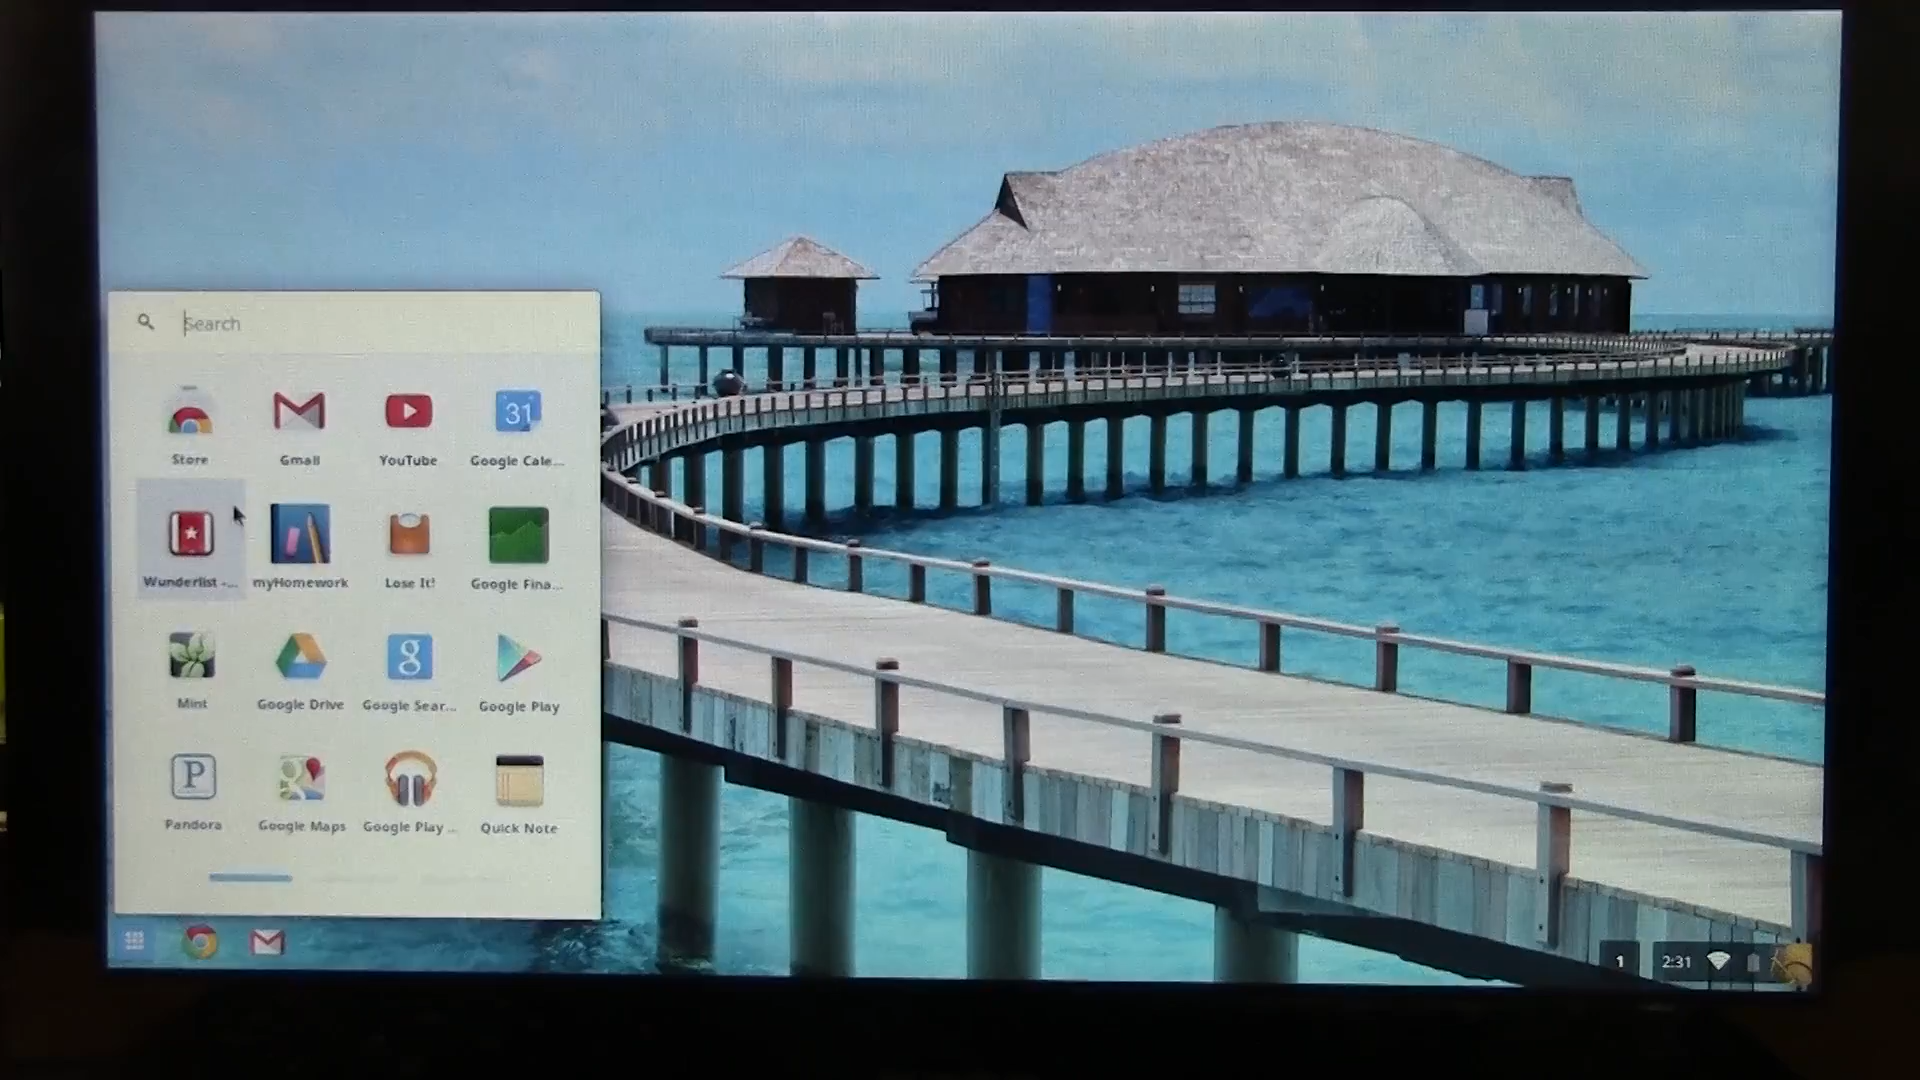 Search
Store Gmail YouTube Google Cale...
31
Wunderlist -... myHomework Lose It! Google Fina...
g
Mint Google Drive Google Sear... Google Play
P
Pandora Google Maps Google Play ... Quick Note
1 2:31